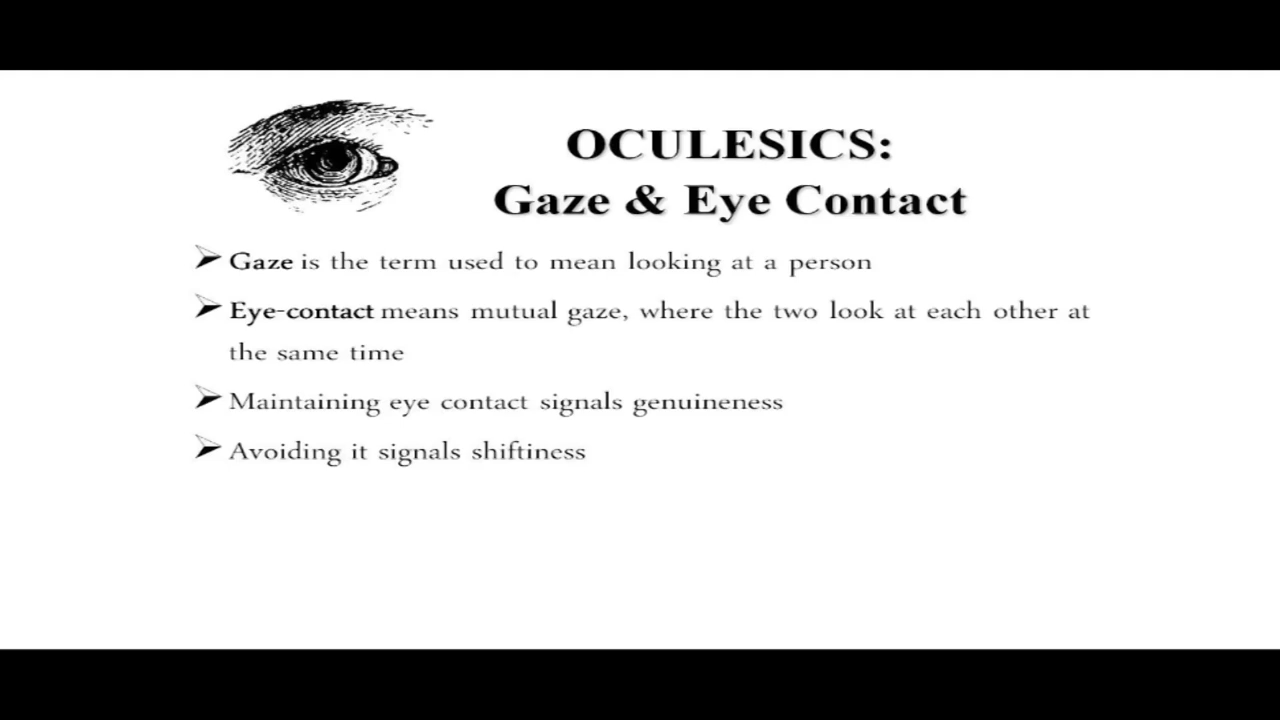 OCULESICS:
Gaze & Eye Contact
Gaze is the term used to mean looking at a person
Eye-contact means mutual gaze, where the two look at each other at
the same time
Maintaining eye contact signals genuineness
Avoiding it signals shiftiness